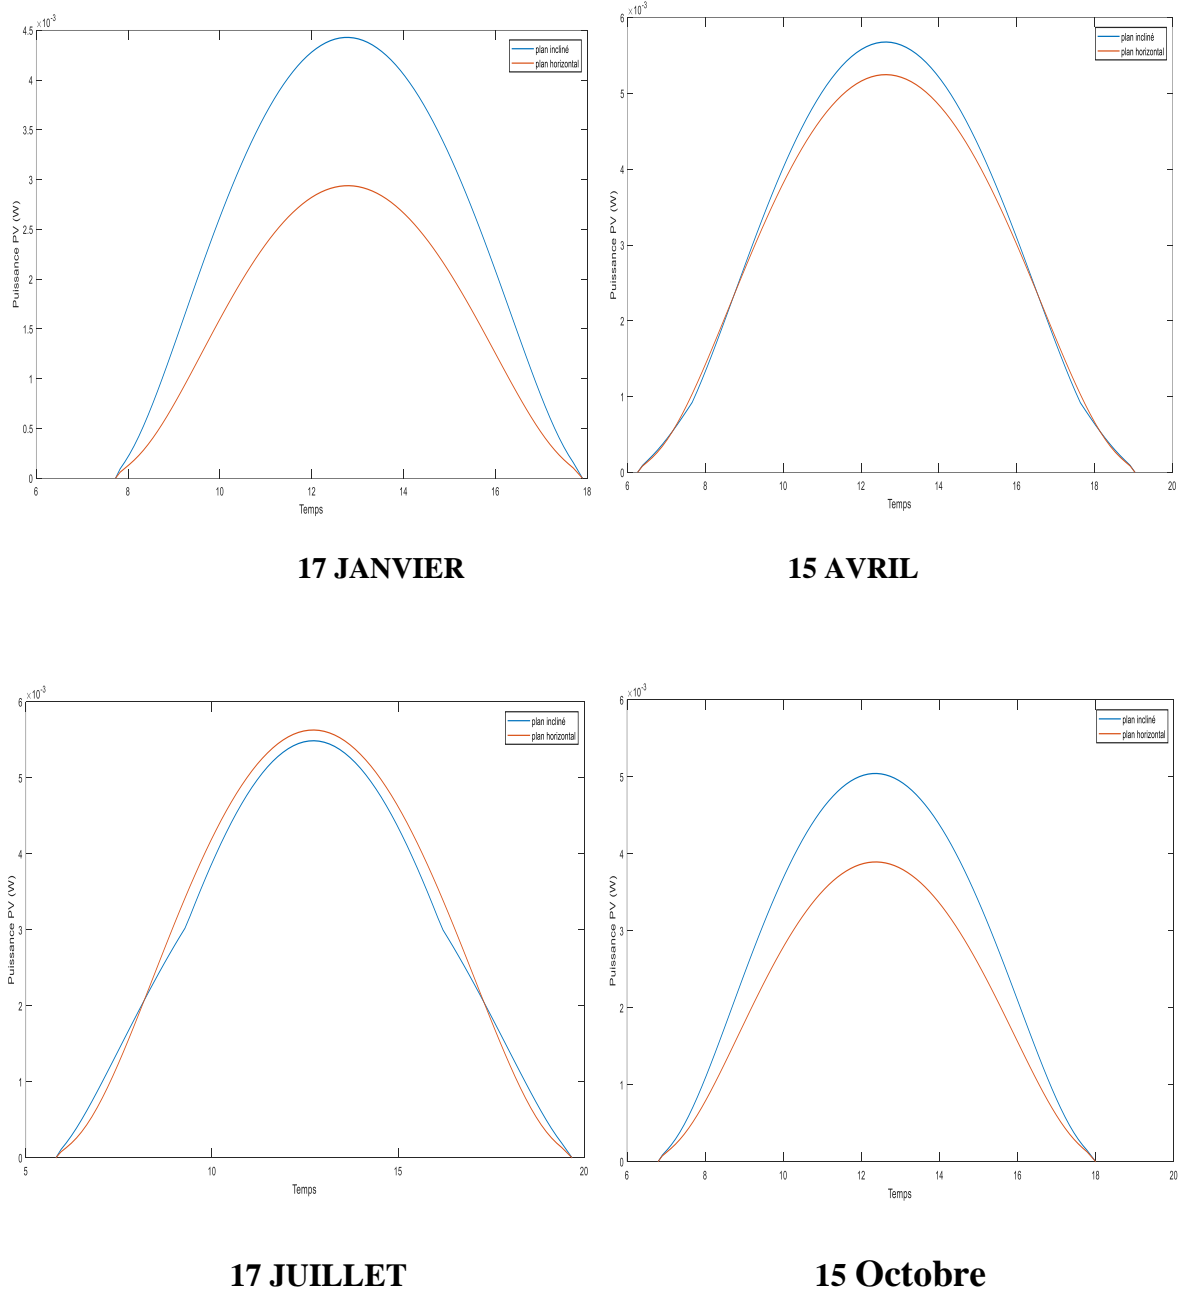 ×10⁻³
4.5
4
3.5
3
2.5
2
1.5
1
0.5
0
6 8 10 12 14 16 18
Puissance PV (W)
Temps
plan incliné
plan horizontal
×10⁻³
6
5
4
3
2
1
0
6 8 10 12 14 16 18 20
Puissance PV (W)
Temps
plan incliné
plan horizontal
17 JANVIER
15 AVRIL
×10⁻³
6
5
4
3
2
1
0
5 10 15 20
Puissance PV (W)
Temps
plan incliné
plan horizontal
×10⁻³
6
5
4
3
2
1
0
6 8 10 12 14 16 18 20
Puissance PV (W)
Temps
plan incliné
plan horizontal
17 JUILLET
15 Octobre